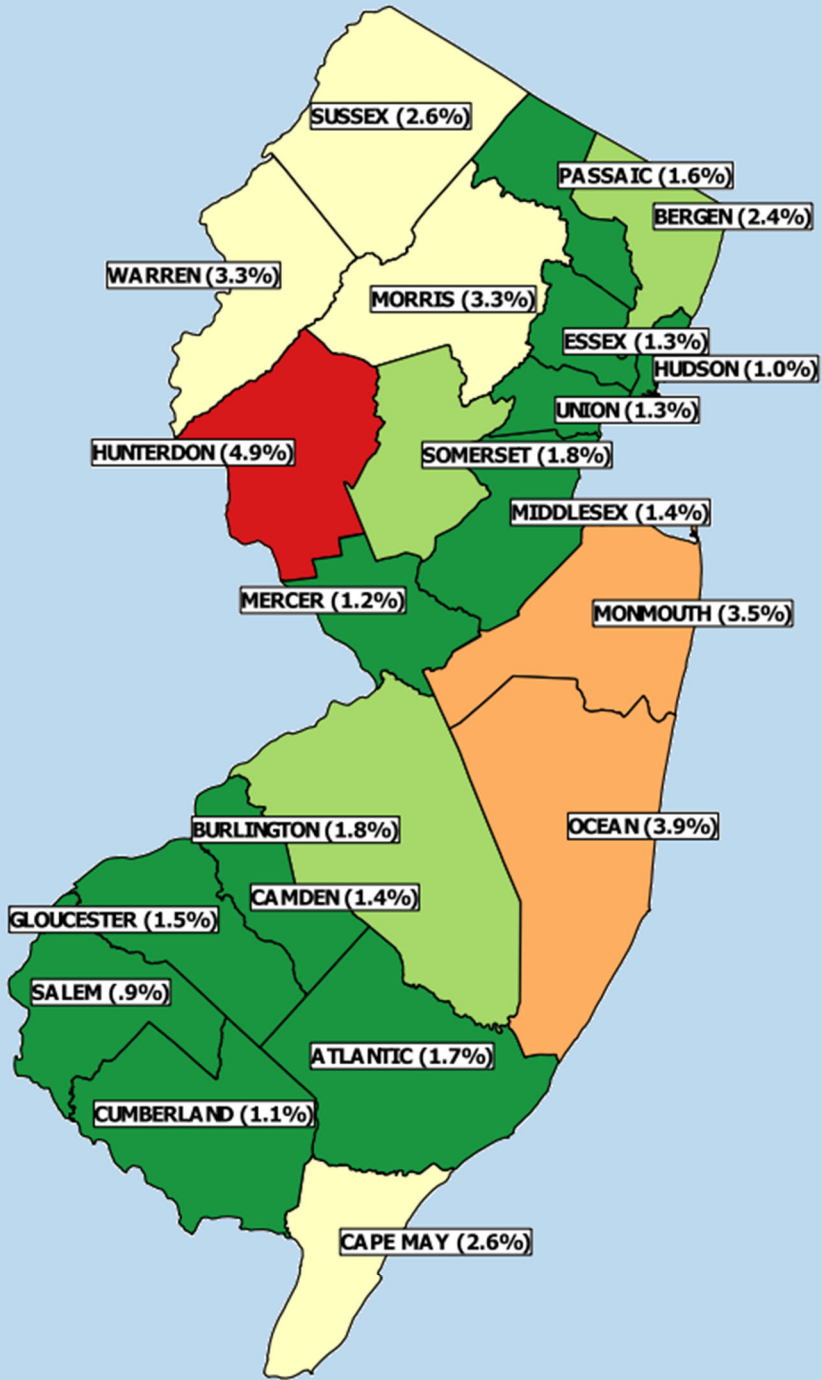 SUSSEX (2.6%)
PASSAIC (1.6%)
BERGEN (2.4%)
WARREN (3.3%)
MORRIS (3.3%)
ESSEX (1.3%)
HUDSON (1.0%)
UNION (1.3%)
HUNTERDON (4.9%)
SOMERSET (1.8%)
MIDDLESEX (1.4%)
MERCER (1.2%)
MONMOUTH (3.5%)
OCEAN (3.9%)
BURLINGTON (1.8%)
CAMDEN (1.4%)
GLOUCESTER (1.5%)
SALEM (.9%)
ATLANTIC (1.7%)
CUMBERLAND (1.1%)
CAPE MAY (2.6%)